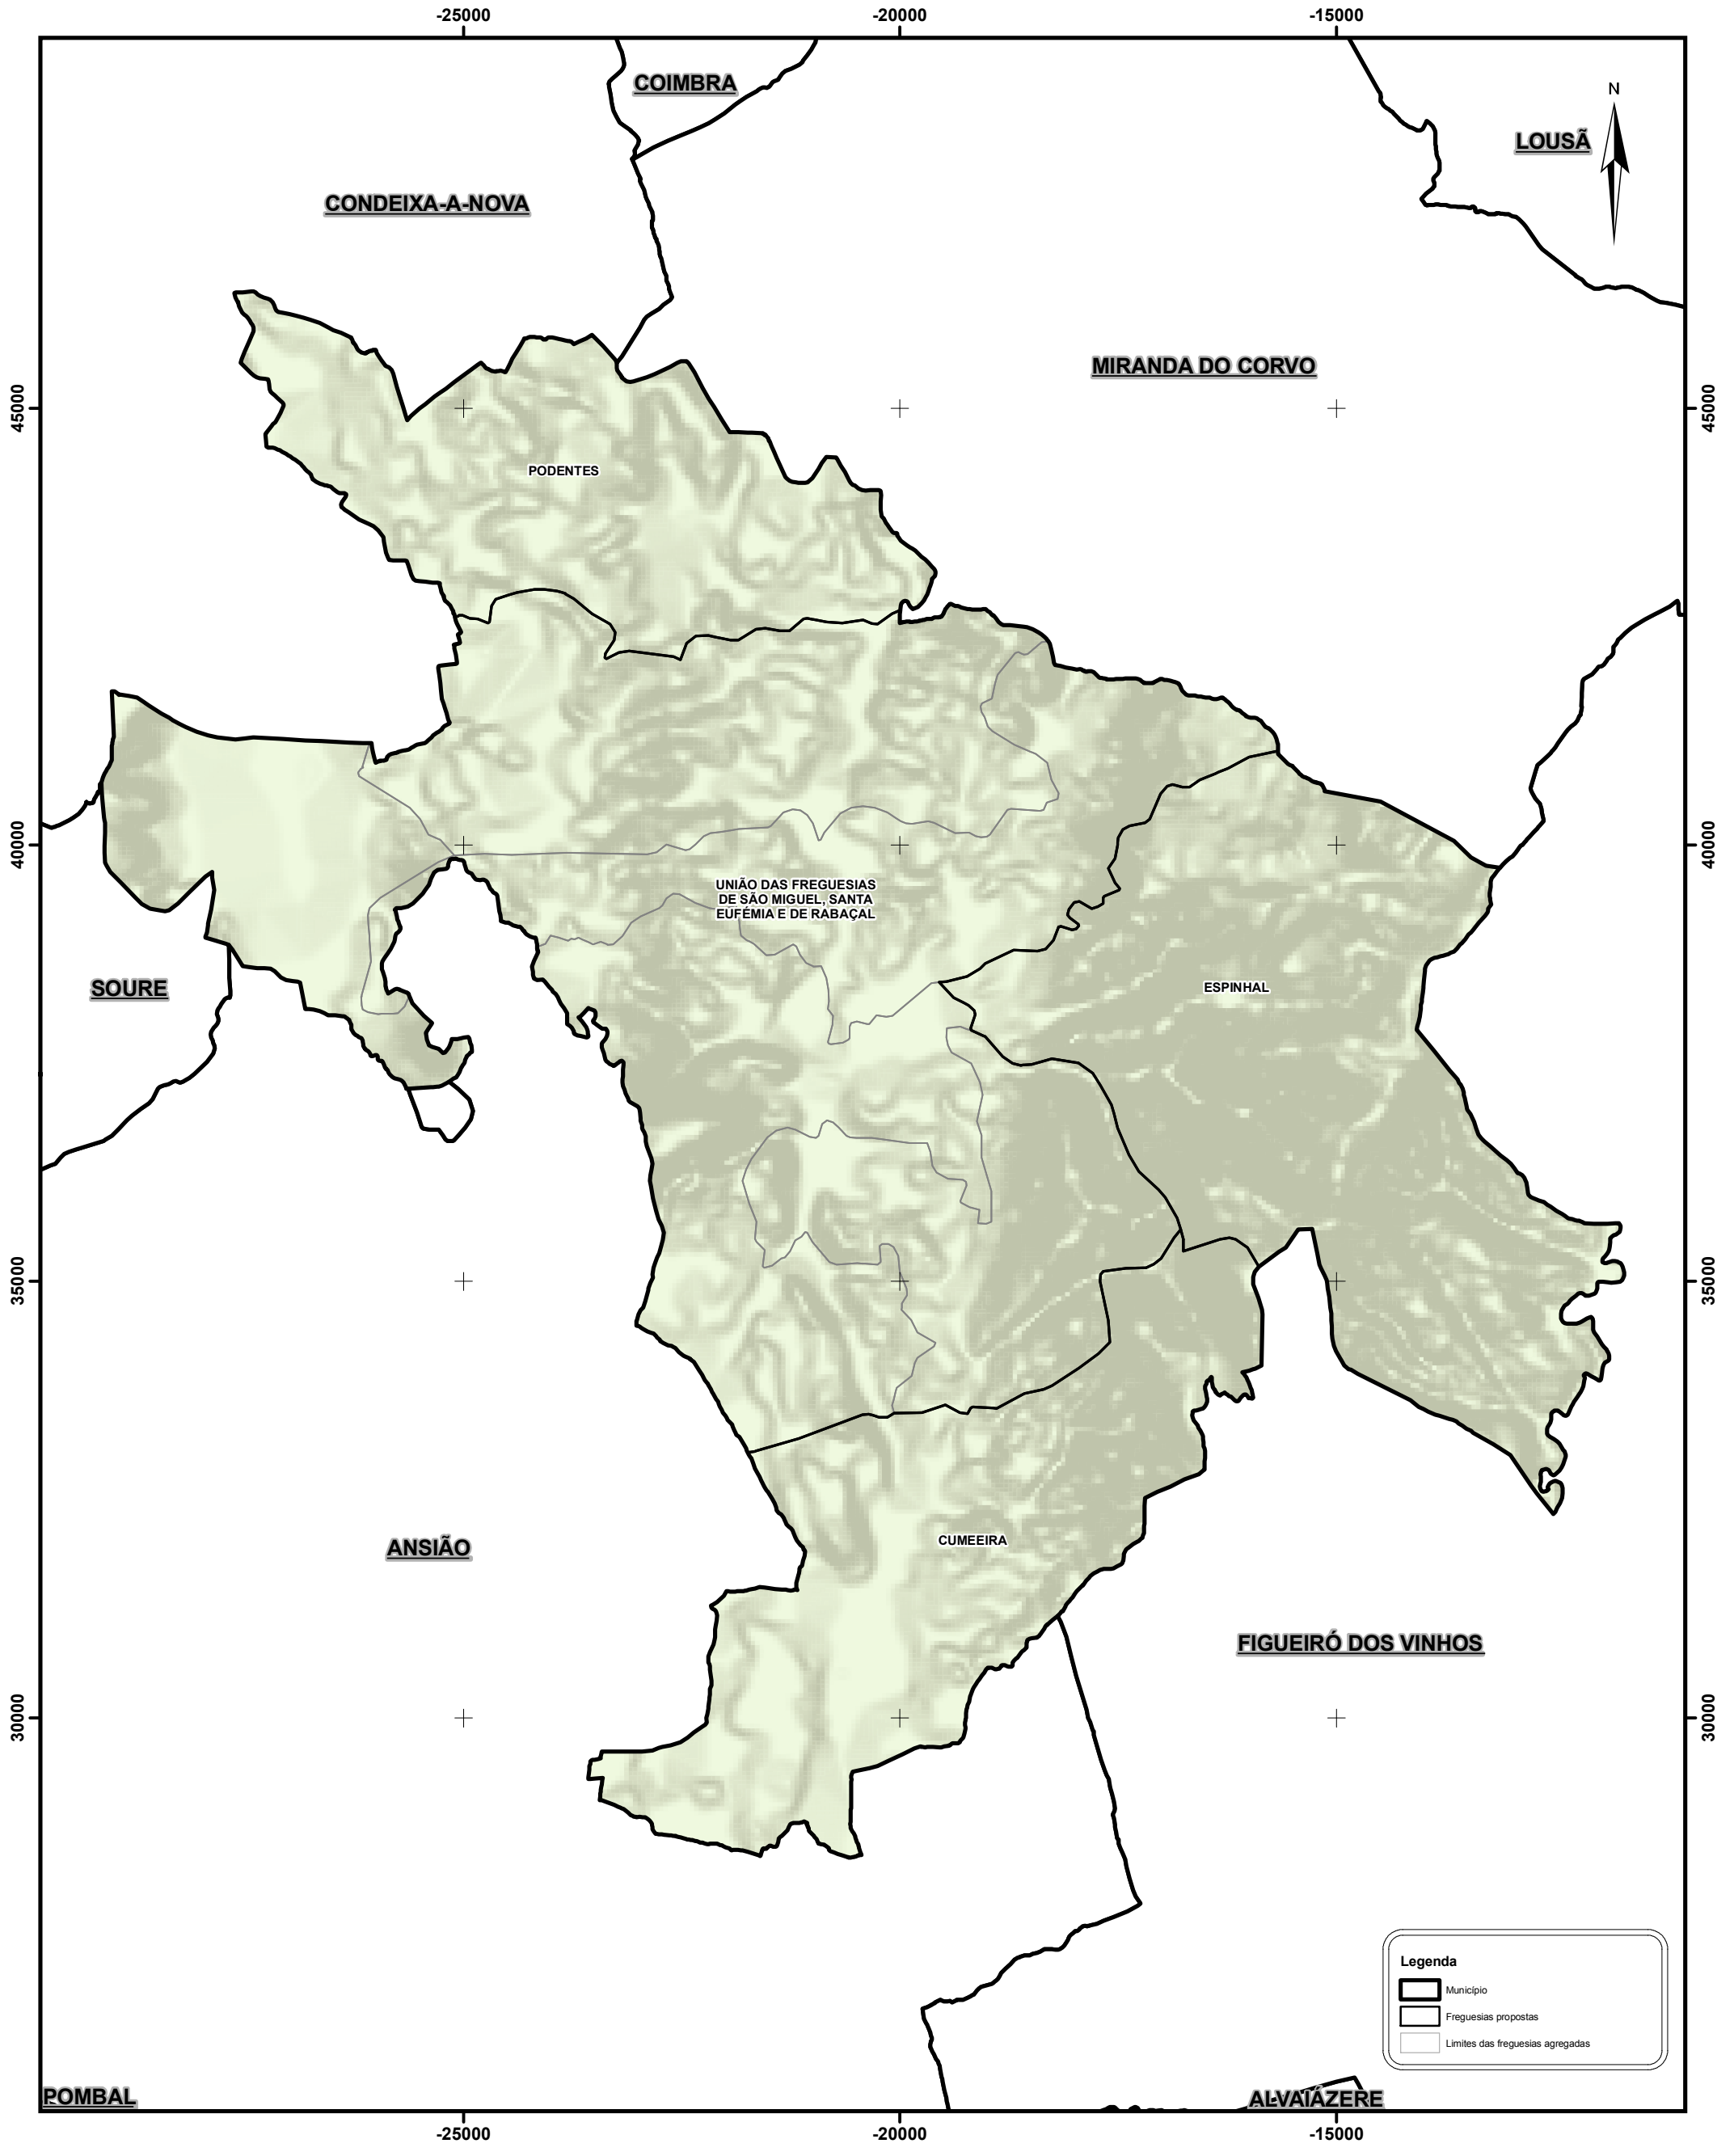 -25000
-20000
-15000
COIMBRA
N
LOUSÃ
CONDEIXA-A-NOVA
MIRANDA DO CORVO
45000
45000
PODENTES
40000
40000
UNIÃO DAS FREGUESIAS
DE SÃO MIGUEL, SANTA
EUFÉMIA E DE RABAÇAL
SOURE
ESPINHAL
35000
35000
ANSIÃO
CUMEEIRA
FIGUEIRÓ DOS VINHOS
30000
30000
Legenda
Município
Freguesias propostas
Limites das freguesias agregadas
POMBAL
ALVAIÁZERE
-25000
-20000
-15000